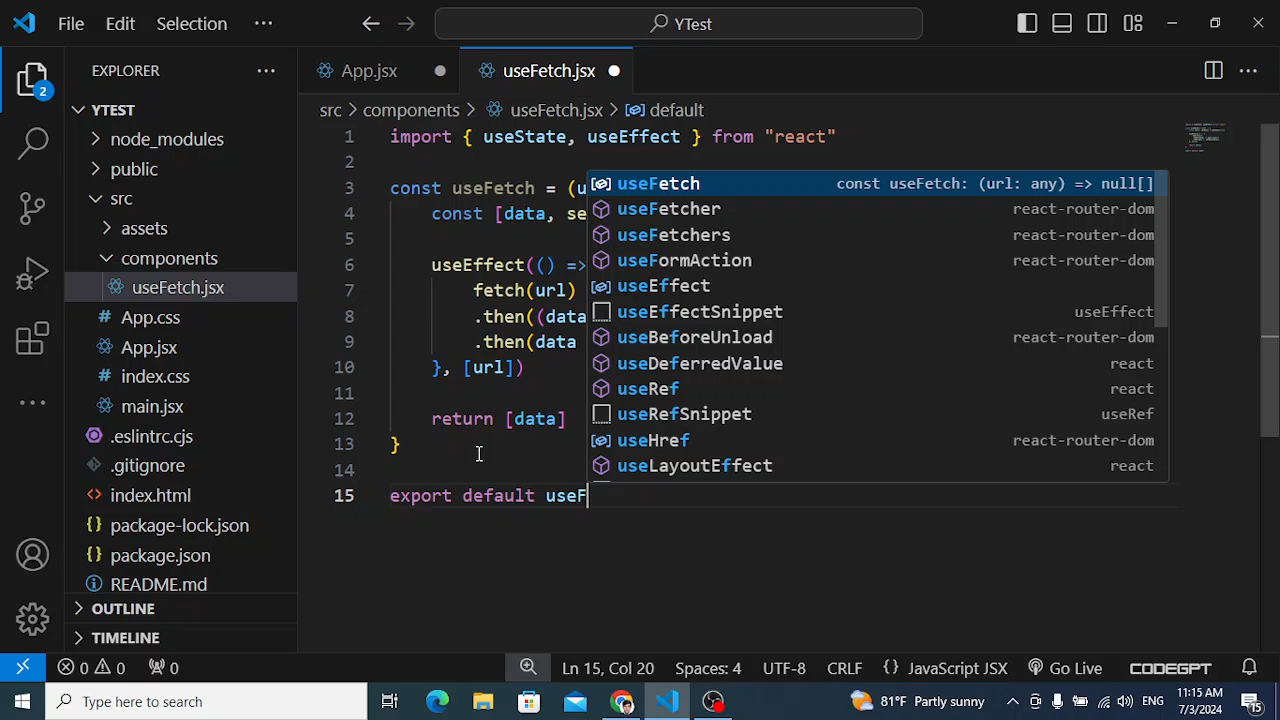 File Edit Selection ··· YTest
EXPLORER ···
App.jsx useFetch.jsx ···
2
YTEST
src > components > useFetch.jsx > default
node_modules
public
src
assets
components
useFetch.jsx
App.css
App.jsx
index.css
main.jsx
.eslintrc.cjs
.gitignore
index.html
package-lock.json
package.json
README.md
OUTLINE
TIMELINE
1 import { useState, useEffect } from "react"
2
3 const useFetch = (u
4 const [data, se
5
6 useEffect(() =>
7 fetch(url)
8 .then((data
9 .then(data
10 }, [url])
11
12 return [data]
13 }
14
15 export default useF
useFetch const useFetch: (url: any) => null[]
useFetcher react-router-dom
useFetchers react-router-dom
useFormAction react-router-dom
useEffect
useEffectSnippet useEffect
useBeforeUnload react-router-dom
useDeferredValue react
useRef react
useRefSnippet useRef
useHref react-router-dom
useLayoutEffect react
0 0 0 Ln 15, Col 20 Spaces: 4 UTF-8 CRLF {} JavaScript JSX Go Live CODEGPT
Type here to search 81°F Partly sunny ENG 11:15 AM
7/3/2024 15